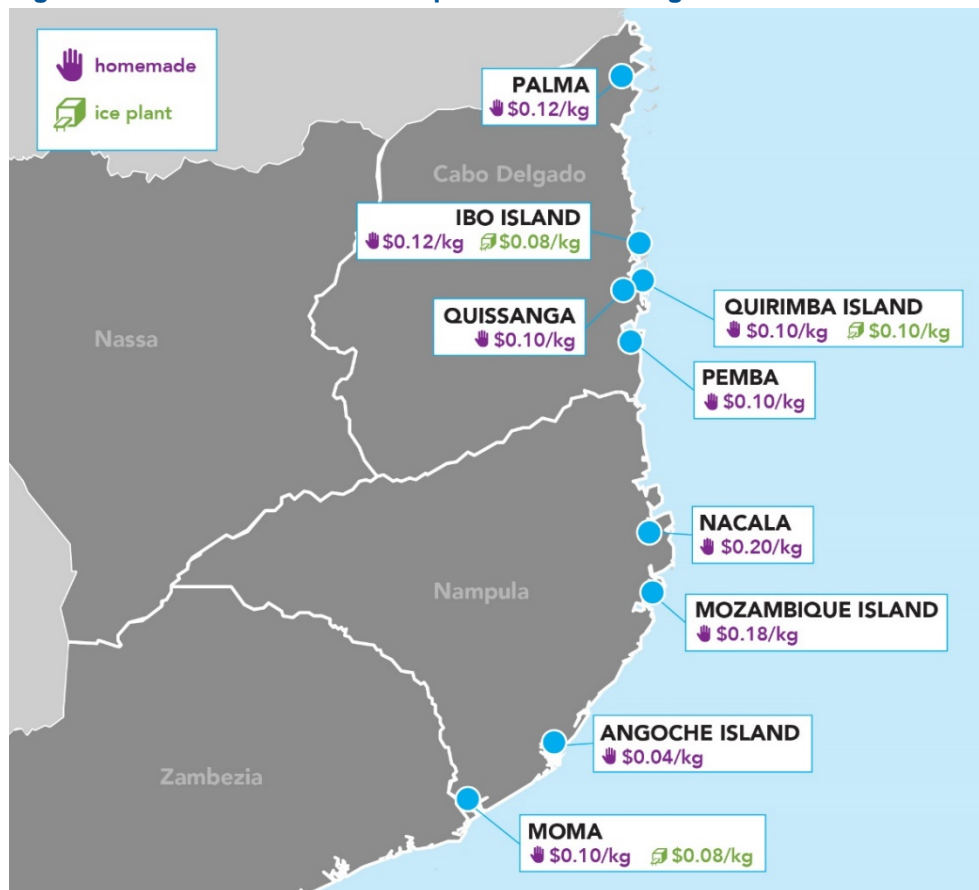 homemade
ice plant
PALMA
$0.12/kg
Cabo Delgado
IBO ISLAND
$0.12/kg $0.08/kg
QUISSANGA
$0.10/kg
QUIRIMBA ISLAND
$0.10/kg $0.10/kg
Nassa
PEMBA
$0.10/kg
NACALA
$0.20/kg
Nampula
MOZAMBIQUE ISLAND
$0.18/kg
ANGOCHE ISLAND
$0.04/kg
Zambezia
MOMA
$0.10/kg $0.08/kg